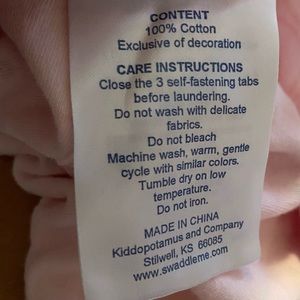 CONTENT
100% Cotton
Exclusive of decoration
CARE INSTRUCTIONS
Close the 3 self-fastening tabs
before laundering.
Do not wash with delicate
fabrics.
Do not bleach
Machine wash, warm, gentle
cycle with similar colors.
Tumble dry on low
temperature.
Do not iron.
MADE IN CHINA
Kiddopotamus and Company
Stilwell, KS 66085
www.swaddleme.com